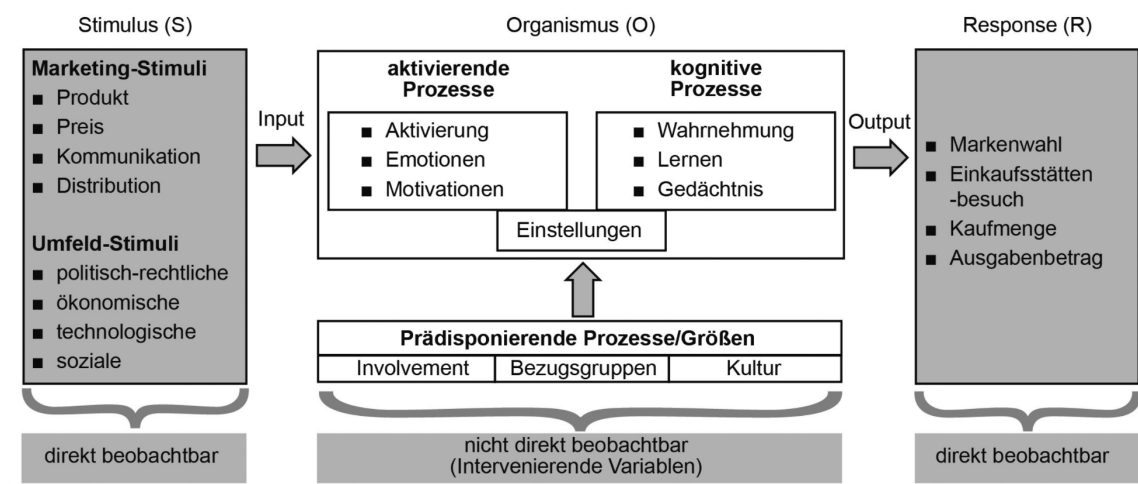 Stimulus (S)
Marketing-Stimuli
■ Produkt
■ Preis
■ Kommunikation
■ Distribution
Umfeld-Stimuli
■ politisch-rechtliche
■ ökonomische
■ technologische
■ soziale
direkt beobachtbar
Input
Organismus (O)
aktivierende
Prozesse
■ Aktivierung
■ Emotionen
■ Motivationen
kognitive
Prozesse
■ Wahrnehmung
■ Lernen
■ Gedächtnis
Einstellungen
Prädisponierende Prozesse/Größen
Involvement
Bezugsgruppen
Kultur
nicht direkt beobachtbar
(Intervenierende Variablen)
Output
Response (R)
■ Markenwahl
■ Einkaufsstätten
-besuch
■ Kaufmenge
■ Ausgabenbetrag
direkt beobachtbar